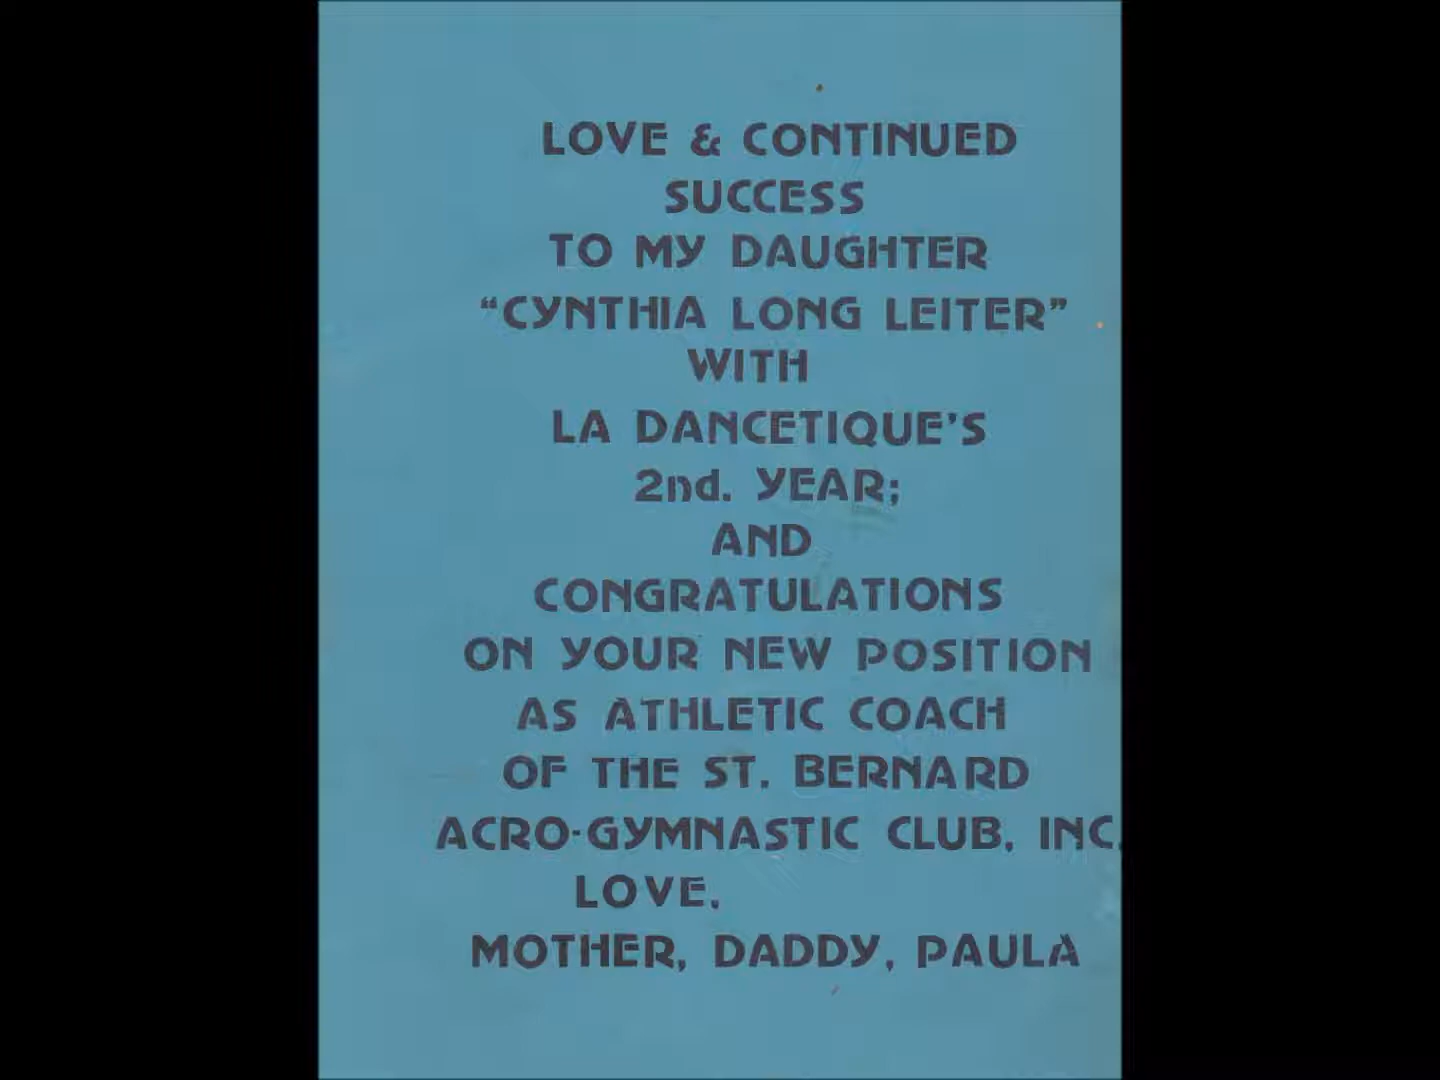 LOVE & CONTINUED
SUCCESS
TO MY DAUGHTER
“CYNTHIA LONG LEITER”
WITH
LA DANCETIQUE’S
2nd. YEAR;
AND
CONGRATULATIONS
ON YOUR NEW POSITION
AS ATHLETIC COACH
OF THE ST. BERNARD
ACRO-GYMNASTIC CLUB, INC.
LOVE,
MOTHER, DADDY, PAULA